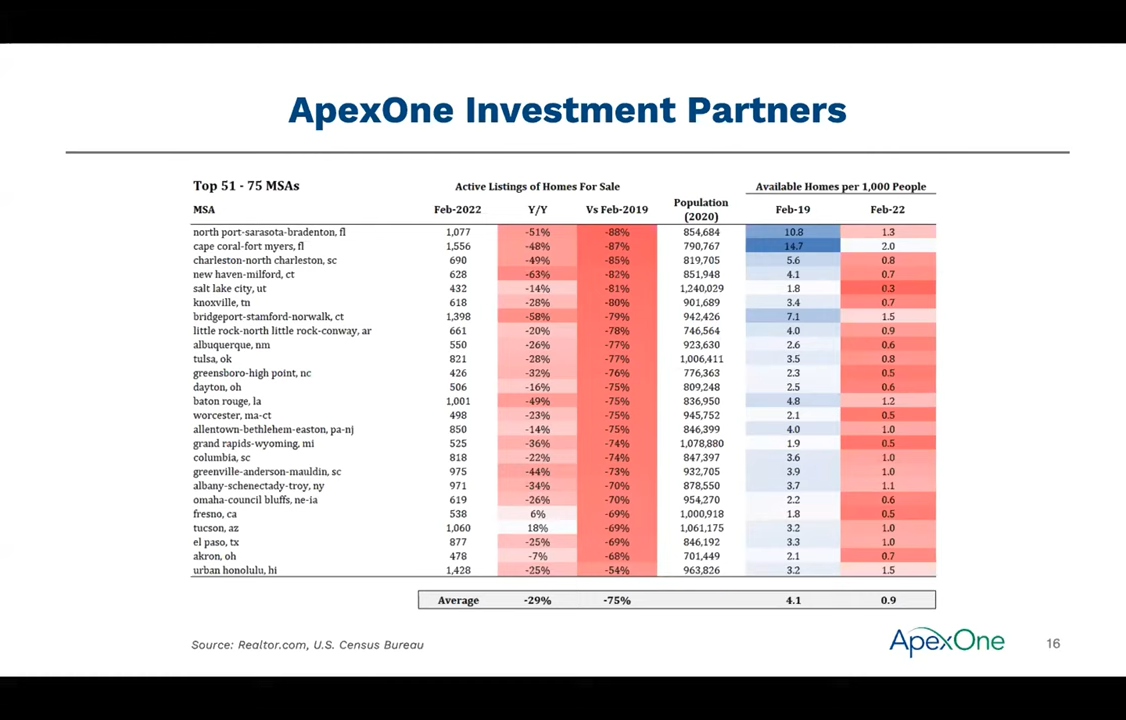 ApexOne Investment Partners
Top 51 - 75 MSAs Active Listings of Homes For Sale Available Homes per 1,000 People
MSA Feb-2022 Y/Y Vs Feb-2019 Population (2020) Feb-19 Feb-22
north port-sarasota-bradenton, fl 1,077 -51% -88% 854,684 10.8 1.3
cape coral-fort myers, fl 1,556 -48% -87% 790,767 14.7 2.0
charleston-north charleston, sc 690 -49% -85% 819,705 5.6 0.8
new haven-milford, ct 628 -63% -82% 851,948 4.1 0.7
salt lake city, ut 432 -14% -81% 1,240,029 1.8 0.3
knoxville, tn 618 -28% -80% 901,689 3.4 0.7
bridgeport-stamford-norwalk, ct 1,398 -58% -79% 942,426 7.1 1.5
little rock-north little rock-conway, ar 661 -20% -78% 746,564 4.0 0.9
albuquerque, nm 550 -26% -77% 923,630 2.6 0.6
tulsa, ok 821 -28% -77% 1,006,411 3.5 0.8
greensboro-high point, nc 426 -32% -76% 776,363 2.3 0.5
dayton, oh 506 -16% -75% 809,248 2.5 0.6
baton rouge, la 1,001 -49% -75% 836,950 4.8 1.2
worcester, ma-ct 498 -23% -75% 945,752 2.1 0.5
allentown-bethlehem-easton, pa-nj 850 -14% -75% 846,399 4.0 1.0
grand rapids-wyoming, mi 525 -36% -74% 1,078,880 1.9 0.5
columbia, sc 818 -22% -74% 847,397 3.6 1.0
greenville-anderson-mauldin, sc 975 -44% -73% 932,705 3.9 1.0
albany-schenectady-troy, ny 971 -34% -70% 878,550 3.7 1.1
omaha-council bluffs, ne-ia 619 -26% -70% 954,270 2.2 0.6
fresno, ca 538 6% -69% 1,000,918 1.8 0.5
tucson, az 1,060 18% -69% 1,061,175 3.2 1.0
el paso, tx 877 -25% -69% 846,192 3.3 1.0
akron, oh 478 -7% -68% 701,449 2.1 0.7
urban honolulu, hi 1,428 -25% -54% 963,826 3.2 1.5
Average -29% -75% 4.1 0.9
Source: Realtor.com, U.S. Census Bureau
ApexOne
16